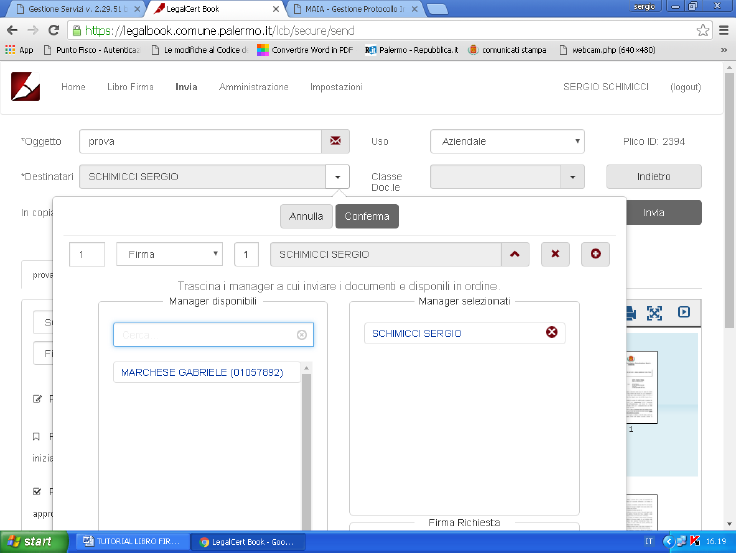 sergio
Gestione Servizi v. 2.29.51
LegalCert Book
MAIA - Gestione Protocollo
https://legalbook.comune.palermo.it/lcb/secure/send
App
Punto Fisco - Autentica
Le modifiche al Codice di
Convertire Word in PDF
Palermo - Repubblica.it
comunicati stampa
webcam.php (640×480)
»
Home
Libro Firma
Invia
Amministrazione
Impostazioni
SERGIO SCHIMICCI
(logout)
*Oggetto
prova
Uso
Aziendale
Plico ID: 2394
*Destinatari
SCHIMICCI SERGIO
Classe
Doc.le
Indietro
In copia
Invia
Annulla
Conferma
1
Firma
1
SCHIMICCI SERGIO
prova
Trascina i manager a cui inviare i documenti e disponili in ordine.
Manager disponibili
Manager selezionati
Cerca
SCHIMICCI SERGIO
MARCHESE GABRIELE (01057892)
1
inizis
appro
Firma Richiesta
start
TUTORIAL LIBRO FIR...
LegalCert Book - Goo...
IT
16.19